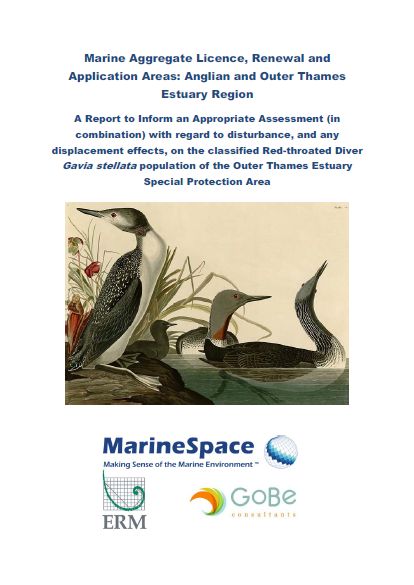 Marine Aggregate Licence, Renewal and
Application Areas: Anglian and Outer Thames
Estuary Region
A Report to Inform an Appropriate Assessment (in
combination) with regard to disturbance, and any
displacement effects, on the classified Red-throated Diver
Gavia stellata population of the Outer Thames Estuary
Special Protection Area
MarineSpace
Making Sense of the Marine Environment™
ERM
GoBe
consultants